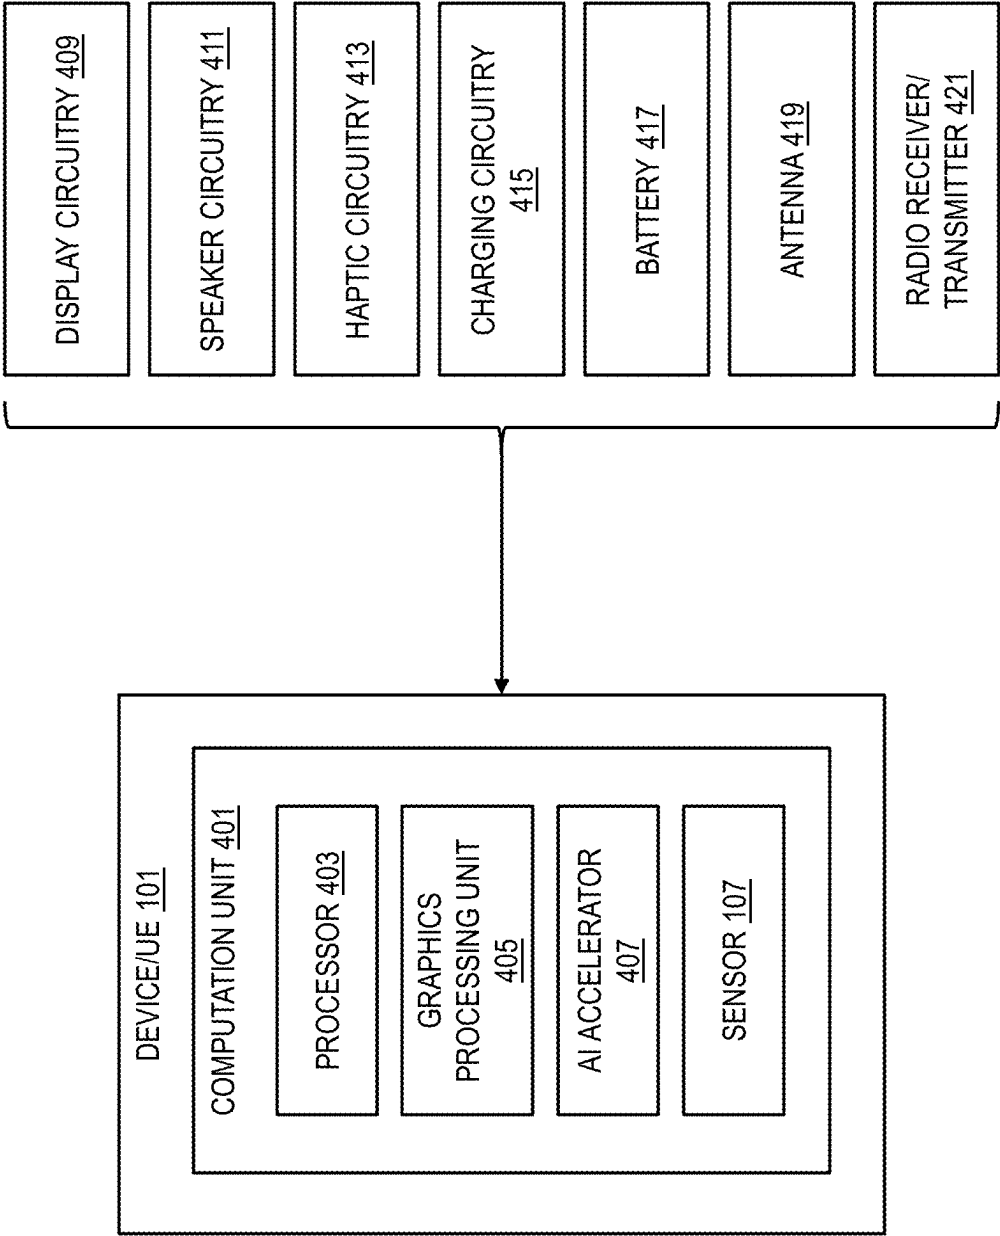 DEVICE/UE 101
COMPUTATION UNIT 401
PROCESSOR 403
GRAPHICS
PROCESSING UNIT
405
AI ACCELERATOR
407
SENSOR 107
DISPLAY CIRCUITRY 409
SPEAKER CIRCUITRY 411
HAPTIC CIRCUITRY 413
CHARGING CIRCUITRY
415
BATTERY 417
ANTENNA 419
RADIO RECEIVER/
TRANSMITTER 421